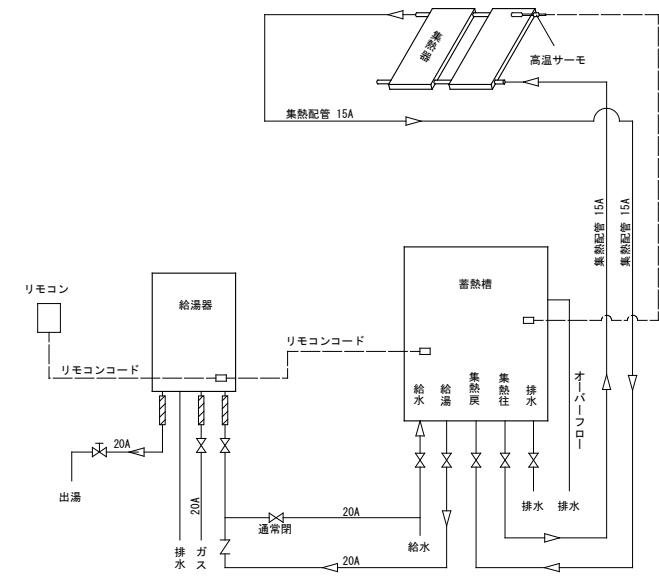 集熱器
高温サーモ
集熱配管 15A
集熱配管 15A
集熱配管 15A
リモコン
給湯器
蓄熱槽
リモコンコード
リモコンコード
給水
給湯
集熱戻
集熱往
排水
オーバーフロー
20A
出湯
20A
排水
ガス
通常閉
20A
給水
排水
排水
20A